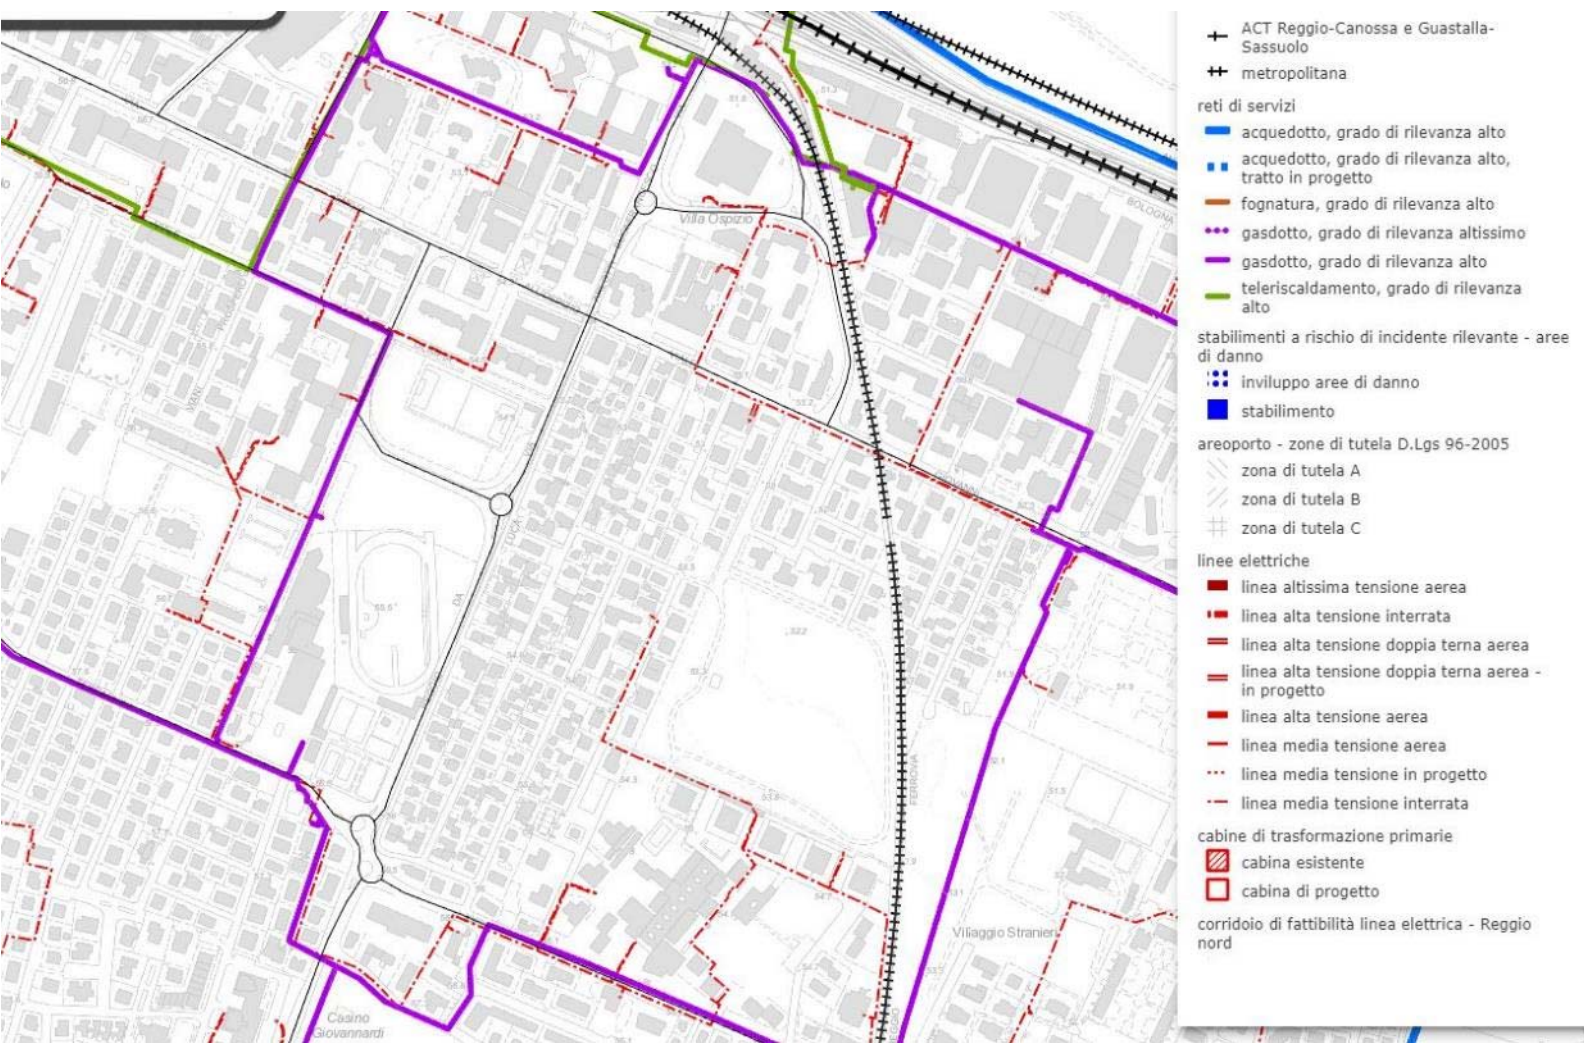 ACT Reggio-Canossa e Guastalla-
Sassuolo
metropolitana
reti di servizi
acquedotto, grado di rilevanza alto
acquedotto, grado di rilevanza alto,
tratto in progetto
fognatura, grado di rilevanza alto
gasdotto, grado di rilevanza altissimo
gasdotto, grado di rilevanza alto
teleriscaldamento, grado di rilevanza
alto
stabilimenti a rischio di incidente rilevante - aree
di danno
inviluppo aree di danno
stabilimento
areoporto - zone di tutela D.Lgs 96-2005
zona di tutela A
zona di tutela B
zona di tutela C
linee elettriche
linea altissima tensione aerea
linea alta tensione interrata
linea alta tensione doppia terna aerea
linea alta tensione doppia terna aerea -
in progetto
linea alta tensione aerea
linea media tensione aerea
linea media tensione in progetto
linea media tensione interrata
cabine di trasformazione primarie
cabina esistente
cabina di progetto
corridoio di fattibilità linea elettrica - Reggio
nord
BOLOGNA
Villa Ospizio
LUCA
DA
FERROVIA
Villaggio Stranieri
Casino
Giovannardi